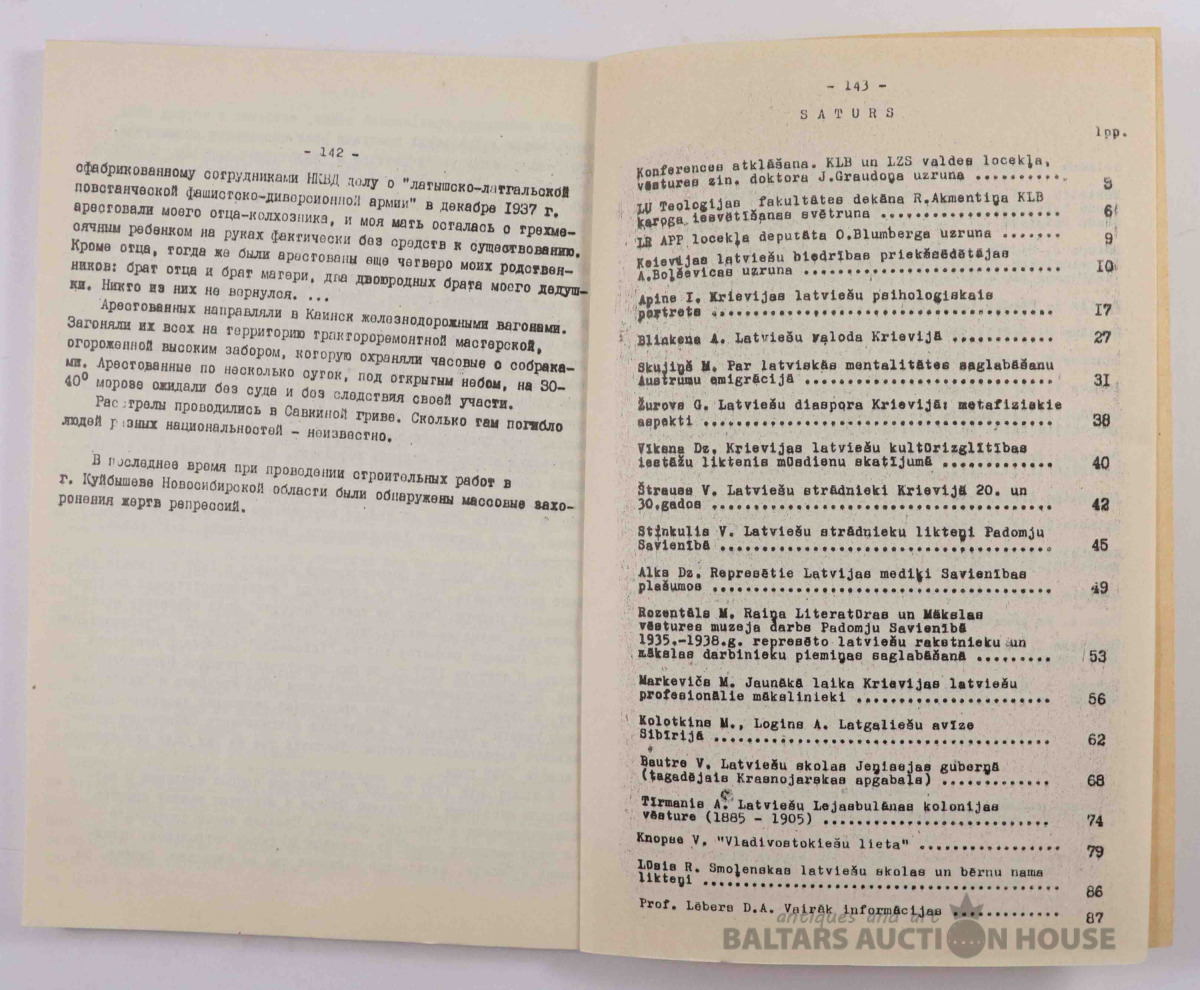 - 142 -
сфабрикованному сотрудниками НКВД делу о "латышско-латгальской
повстанческой фашистско-диверсионной армии" в декабре 1937 г.
арестовали моего отца-колхозника, и моя мать осталась с трехме-
сячным ребенком на руках фактически без средств к существованию.
Кроме отца, тогда же были арестованы еще четверо моих родствен-
ников: брат отца и брат матери, два двоюродных брата моего дедуш-
ки. Никто из них не вернулся. ...
Арестованных направляли в Каинск железнодорожными вагонами.
Загоняли их всех на территорию тракторремонтной мастерской,
огороженной высоким забором, которую охраняли часовые с собрака-
ми. Арестованные по несколько суток, под открытым небом, на 30-
40⁰ морозе ожидали без суда и без следствия своей участи.
Расстрелы проводились в Савкиной гриве. Сколько там погибло
людей разных национальностей - неизвестно.
В последнее время при проведении строительных работ в
г. Куйбышеве Новосибирской области были обнаружены массовые захо-
ронения жертв репрессий.
- 143 -
SATURS
lpp.
Konferences atklāšana. KLB un LZS valdes locekļa,
vēstures zin. doktora J.Graudoņa uzruna ........... 3
LU Teoloģijas fakultātes dekāna R.Akmentiņa KLB
karoga iesvētīšanas svētruna ..................... 6
LR APP locekļa deputāta O.Blumberga uzruna ....... 9
Keievijas latviešu biedrības priekšsēdētājas
A.Boļševicas uzruna .............................. 10
Apine I. Krievijas latviešu psiholoģiskais
portrets ......................................... 17
Blinkena A. Latviešu valoda Krievijā ............ 27
Skujiņa M. Par latviskās mentalitātes saglabāšanu
Austrumu emigrācijā .............................. 31
Žurovs G. Latviešu diaspora Krievijā: metafiziskie
aspekti .......................................... 38
Vīksna Dz. Krievijas latviešu kultūrizglītības
iestāžu liktenis mūsdienu skatījumā ............. 40
Štrauss V. Latviešu strādnieki Krievijā 20. un
30.gados ......................................... 42
Stinkulis V. Latviešu strādnieku likteņi Padomju
Savienībā ........................................ 45
Alks Dz. Represētie Latvijas mediķi Savienības
plašumos ......................................... 49
Rozentāls M. Raiņa Literatūras un Mākslas
vēstures muzeja darbs Padomju Savienībā
1935.-1938.g. represēto latviešu rakstnieku un
mākslas darbinieku piemiņas saglabāšanā ......... 53
Markevičs M. Jaunākā laika Krievijas latviešu
profesionālie mākslinieki ........................ 56
Kolotkins M., Logins A. Latgaliešu avīze
Sibīrijā ......................................... 62
Bautre V. Latviešu skolas Jeņisejas guberņā
(tagadējais Krasnojarskas apgabals) ............. 68
Tīrmanis A. Latviešu Lejasbulānas kolonijas
vēsture (1885 - 1905) ............................ 74
Knopse V. "Vladivostokiešu lieta" ................ 79
Lūsis R. Smoļenskas latviešu skolas un bērnu nama
likteņi .......................................... 86
Prof. Lēbers D.A. Vairāk informācijas ............ 87
antiques and art
BALTARS AUCTION HOUSE